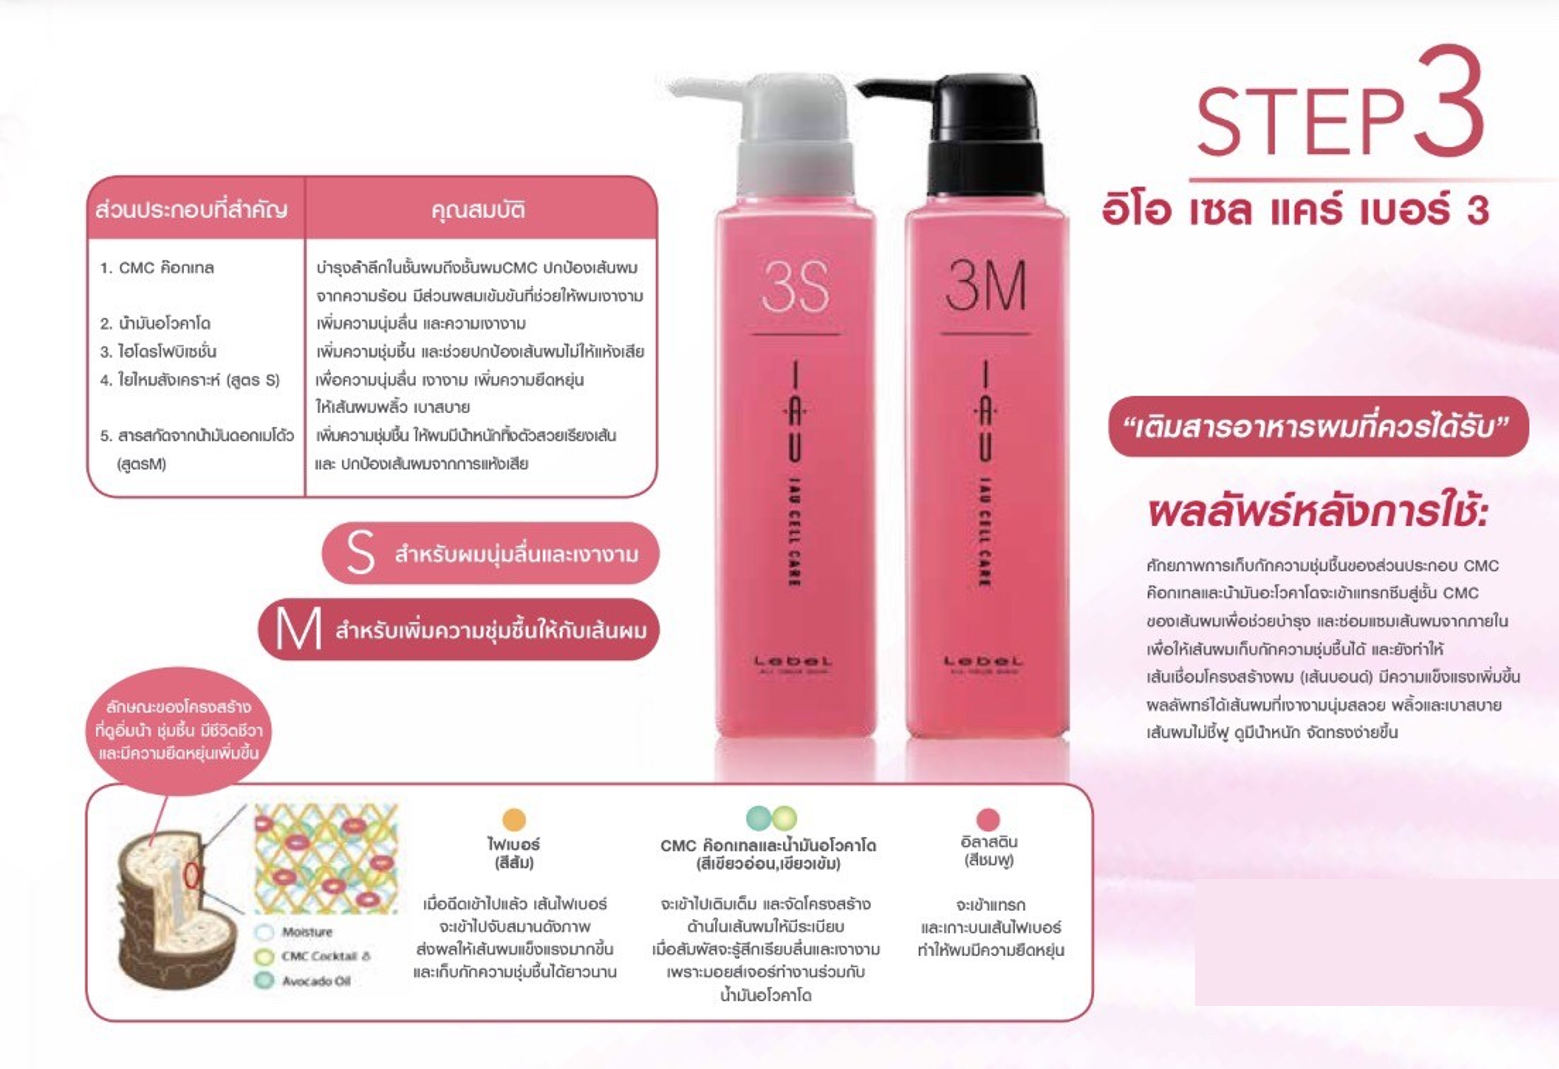 STEP3
อิโอ เซล แคร์ เบอร์ 3
ส่วนประกอบที่สำคัญ
คุณสมบัติ
1. CMC ค๊อกเทล
บำรุงล้ำลึกในชั้นผมถึงชั้นผมCMC ปกป้องเส้นผม
จากความร้อน มีส่วนผสมเข้มข้นที่ช่วยให้ผมเงางาม
2. น้ำมันอโวคาโด
เพิ่มความนุ่มลื่น และความเงางาม
3. ไฮโดรโฟบิเซชั่น
เพิ่มความชุ่มชื้น และช่วยปกป้องเส้นผมไม่ให้แห้งเสีย
4. ใยไหมสังเคราะห์ (สูตร S)
เพื่อความนุ่มลื่น เงางาม เพิ่มความยืดหยุ่น
ให้เส้นผมพลิ้ว เบาสบาย
5. สารสกัดจากน้ำมันดอกเมโด้ว
(สูตรM)
เพิ่มความชุ่มชื้น ให้ผมมีน้ำหนักทิ้งตัวสวยเรียงเส้น
และ ปกป้องเส้นผมจากการแห้งเสีย
S สำหรับผมนุ่มลื่นและเงางาม
M สำหรับเพิ่มความชุ่มชื้นให้กับเส้นผม
3S
IAU
IAU CELL CARE
LebeL
3M
IAU
IAU CELL CARE
LebeL
“เติมสารอาหารผมที่ควรได้รับ”
ผลลัพธ์หลังการใช้:
ศักยภาพการเก็บกักความชุ่มชื้นของส่วนประกอบ CMC
ค๊อกเทลและน้ำมันอะโวคาโดจะเข้าแทรกซึมสู่ชั้น CMC
ของเส้นผมเพื่อช่วยบำรุง และซ่อมแซมเส้นผมจากภายใน
เพื่อให้เส้นผมเก็บกักความชุ่มชื้นได้ และยังทำให้
เส้นเชื่อมโครงสร้างผม (เส้นบอนด์) มีความแข็งแรงเพิ่มขึ้น
ผลลัพทธ์ได้เส้นผมที่เงางามนุ่มสลวย พลิ้วและเบาสบาย
เส้นผมไม่ชี้ฟู ดูมีน้ำหนัก จัดทรงง่ายขึ้น
ลักษณะของโครงสร้าง
ที่ดูอิ่มน้ำ ชุ่มชื้น มีชีวิตชีวา
และมีความยืดหยุ่นเพิ่มขึ้น
Moisture
CMC Cocktail &
Avocado Oil
ไฟเบอร์
(สีส้ม)
เมื่อฉีดเข้าไปแล้ว เส้นไฟเบอร์
จะเข้าไปจับสมานดังภาพ
ส่งผลให้เส้นผมแข็งแรงมากขึ้น
และเก็บกักความชุ่มชื้นได้ยาวนาน
CMC ค๊อกเทลและน้ำมันอโวคาโด
(สีเขียวอ่อน,เขียวเข้ม)
จะเข้าไปเติมเต็ม และจัดโครงสร้าง
ด้านในเส้นผมให้มีระเบียบ
เมื่อสัมผัสจะรู้สึกเรียบลื่นและเงางาม
เพราะมอยส์เจอร์ทำงานร่วมกับ
น้ำมันอโวคาโด
อิลาสติน
(สีชมพู)
จะเข้าแทรก
และเกาะบนเส้นไฟเบอร์
ทำให้ผมมีความยืดหยุ่น